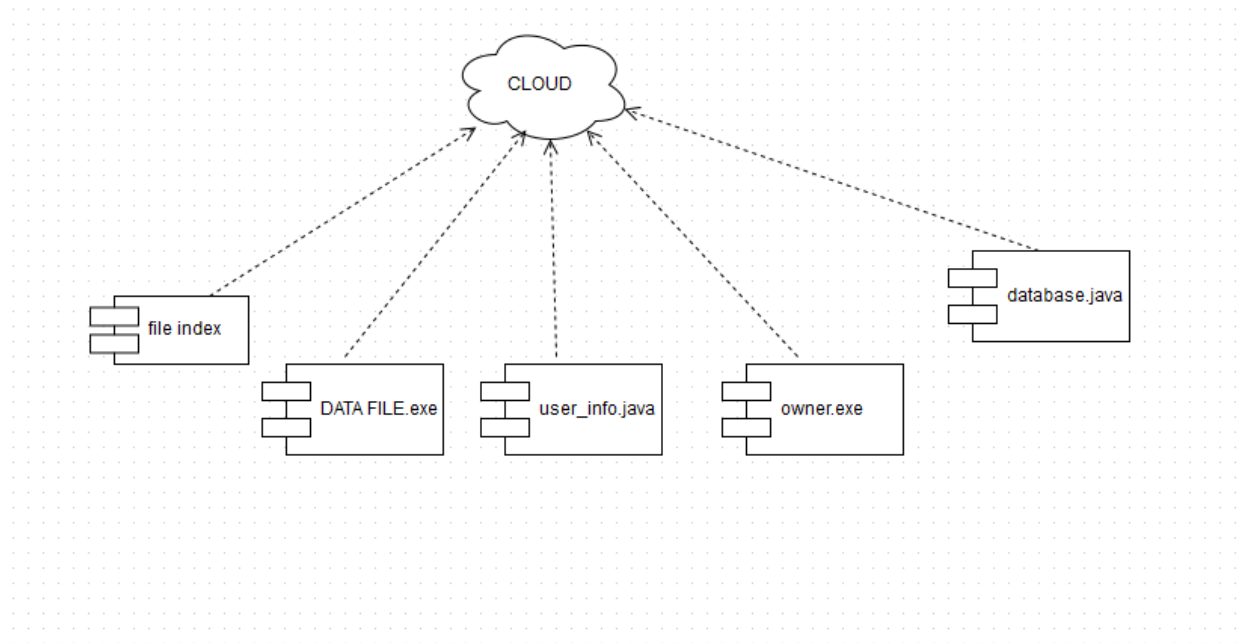 CLOUD
file index
DATA FILE.exe
user_info.java
owner.exe
database.java